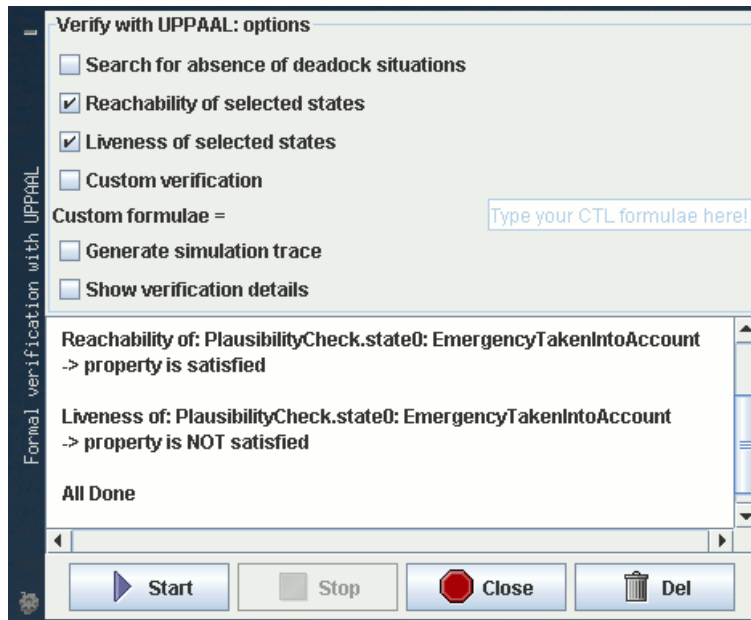 Formal verification with UPPAAL
Verify with UPPAAL: options
Search for absence of deadock situations
Reachability of selected states
Liveness of selected states
Custom verification
Custom formulae =
Type your CTL formulae here!
Generate simulation trace
Show verification details
Reachability of: PlausibilityCheck.state0: EmergencyTakenIntoAccount
-> property is satisfied
Liveness of: PlausibilityCheck.state0: EmergencyTakenIntoAccount
-> property is NOT satisfied
All Done
Start
Stop
Close
Del